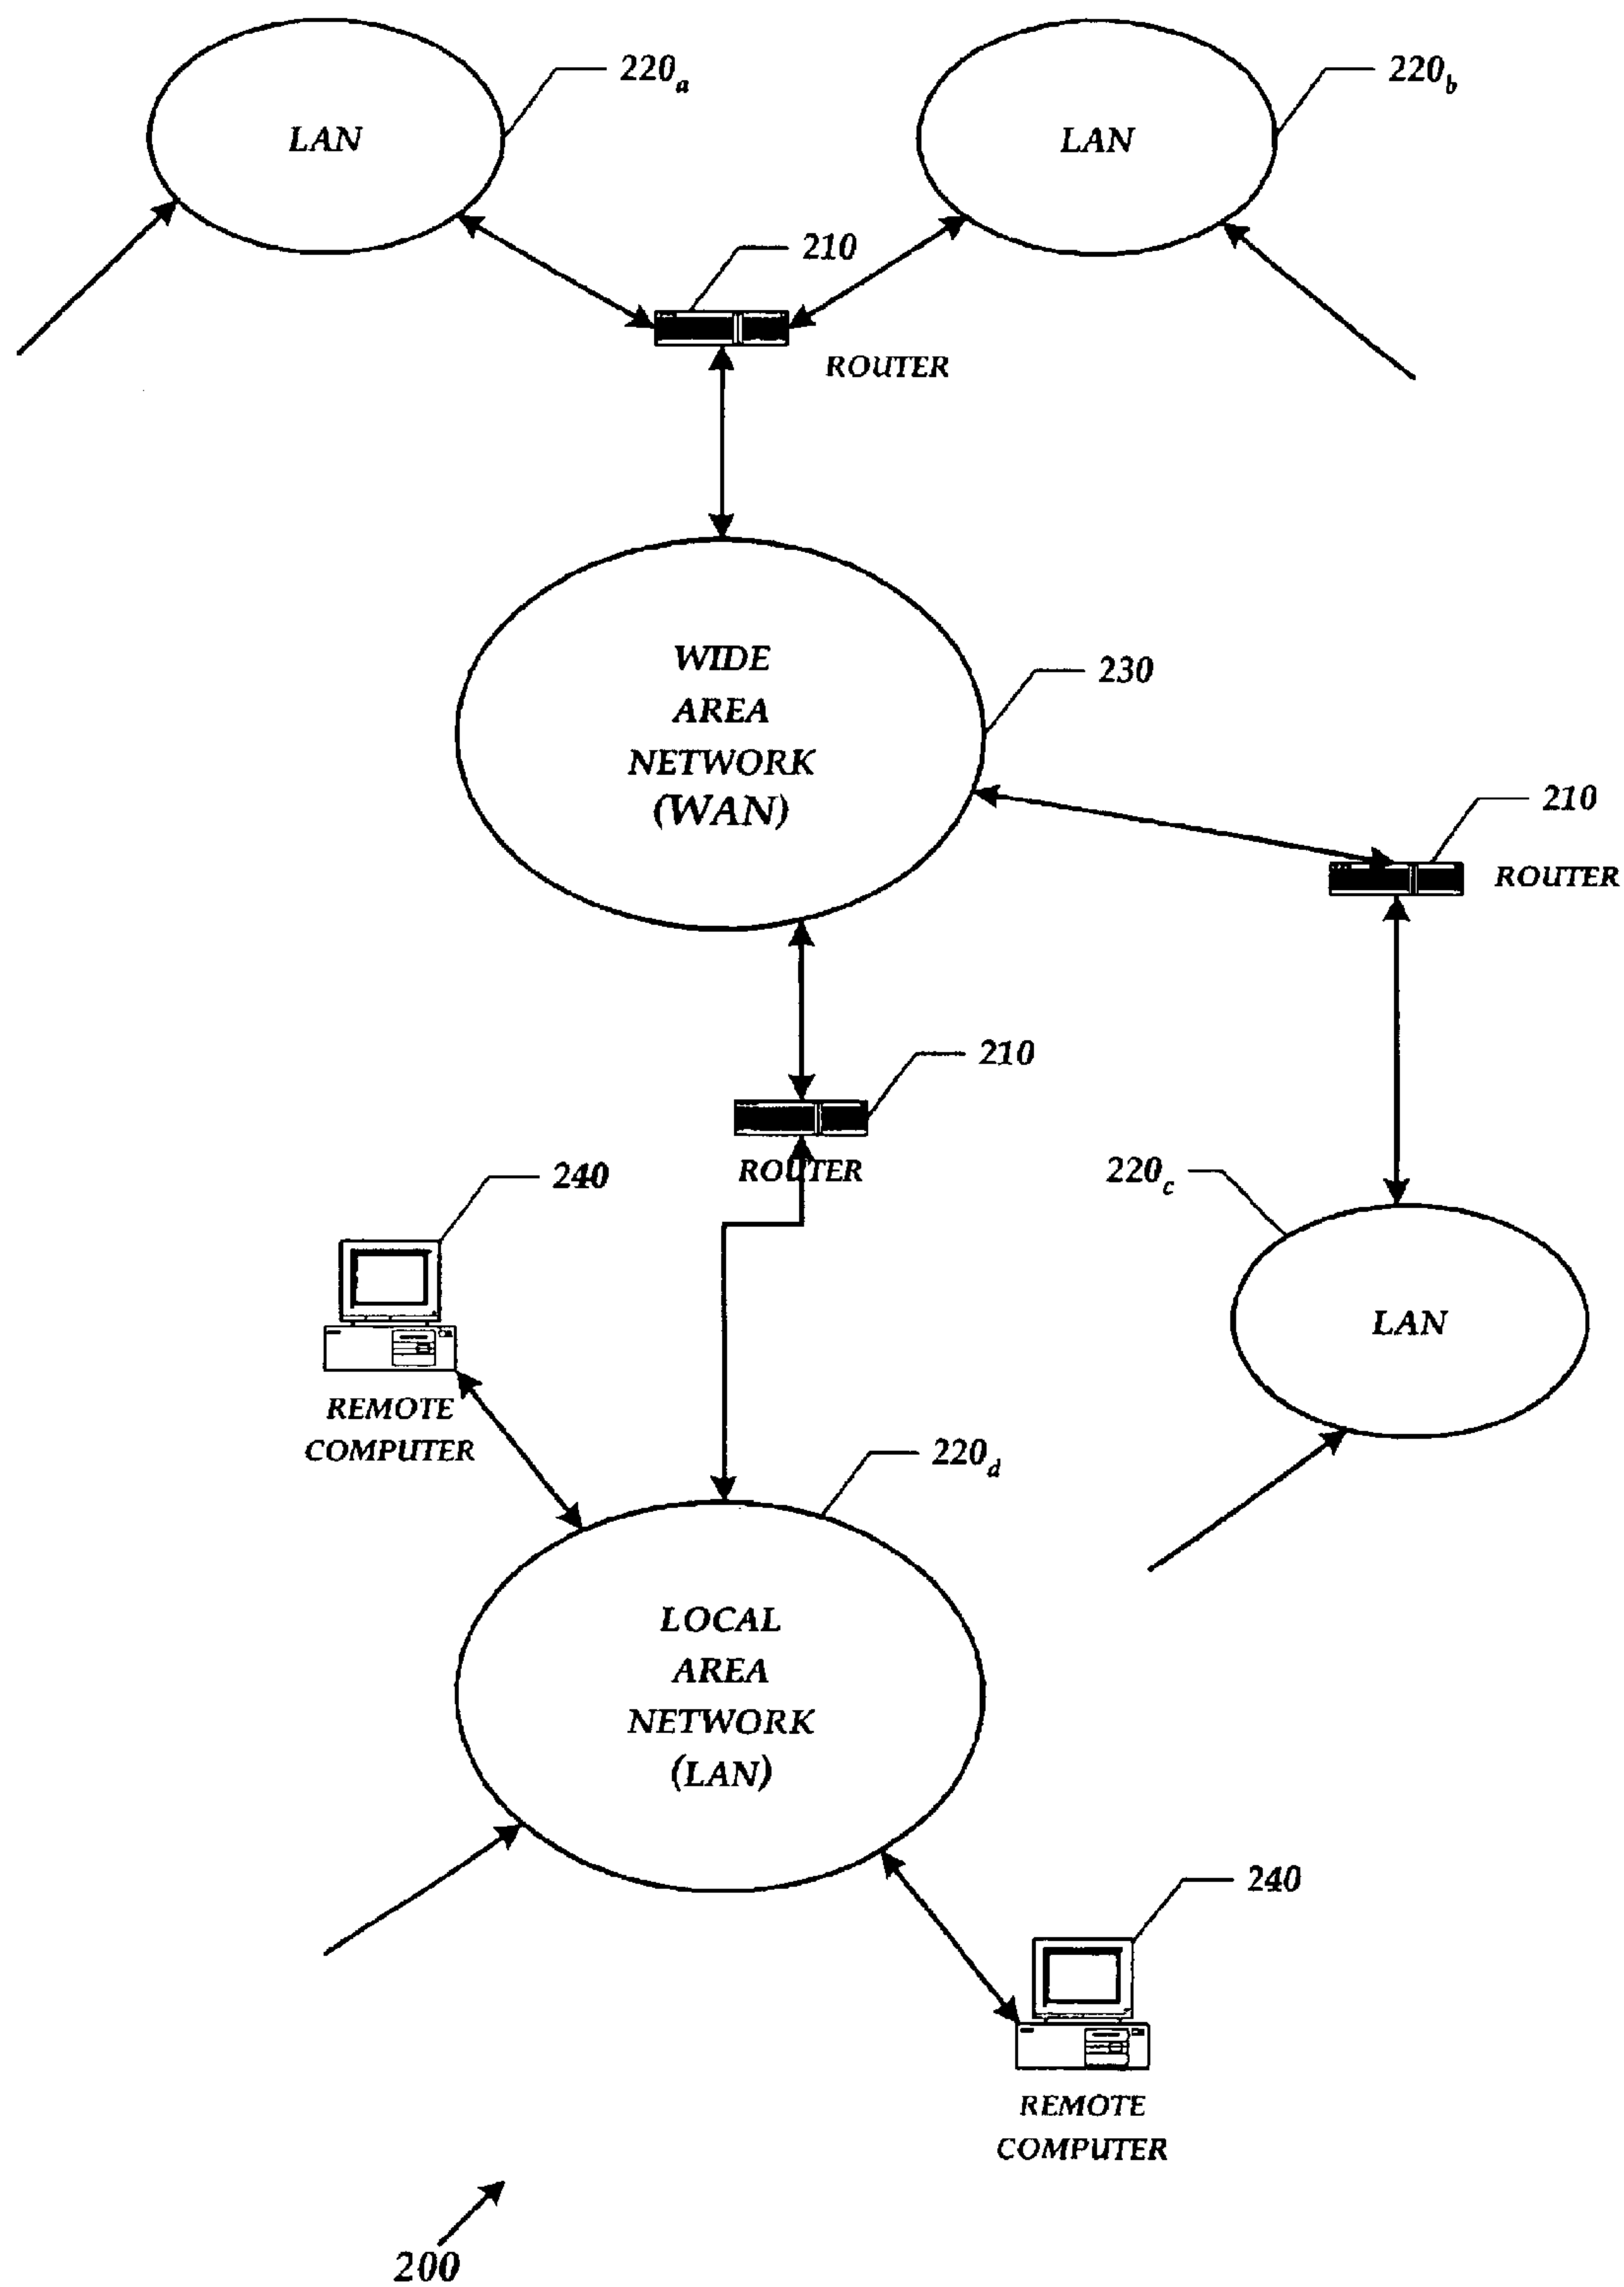 220a
220b
LAN
LAN
210
ROUTER
WIDE
AREA
NETWORK
(WAN)
230
210
ROUTER
210
ROUTER
240
220c
REMOTE
COMPUTER
LAN
220d
LOCAL
AREA
NETWORK
(LAN)
240
REMOTE
COMPUTER
200